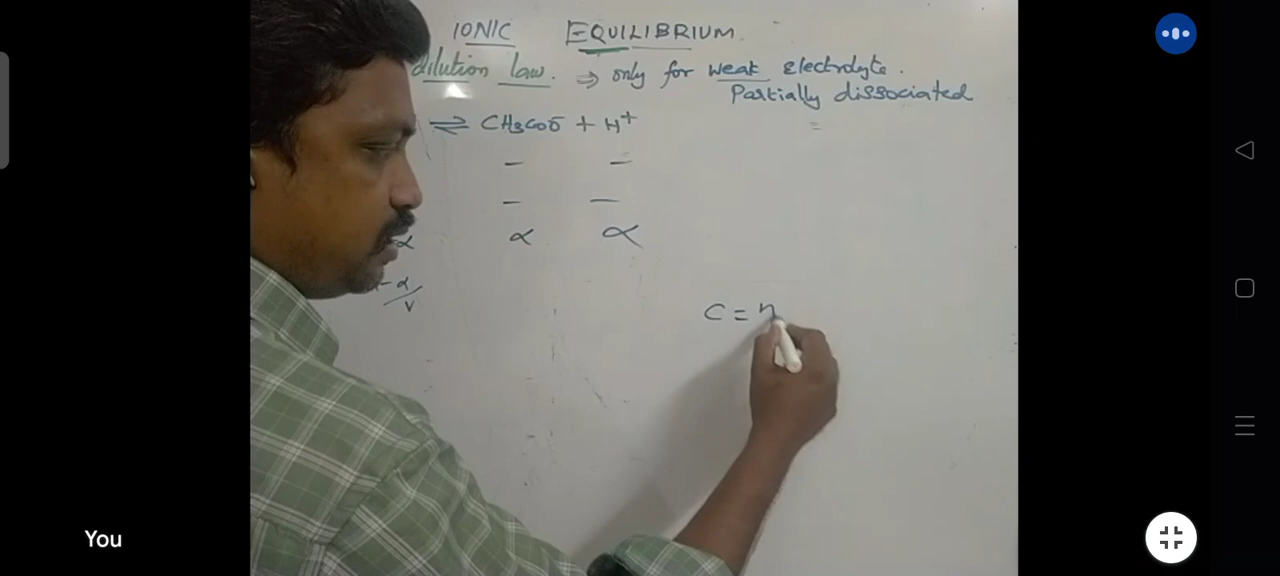 IONIC EQUILIBRIUM.
dilution law. ⇒ only for weak Electrolyte.
Partially dissociated
⇌ CH3COO- + H+
- -
- -
-α α α
-α/v
C = n
You